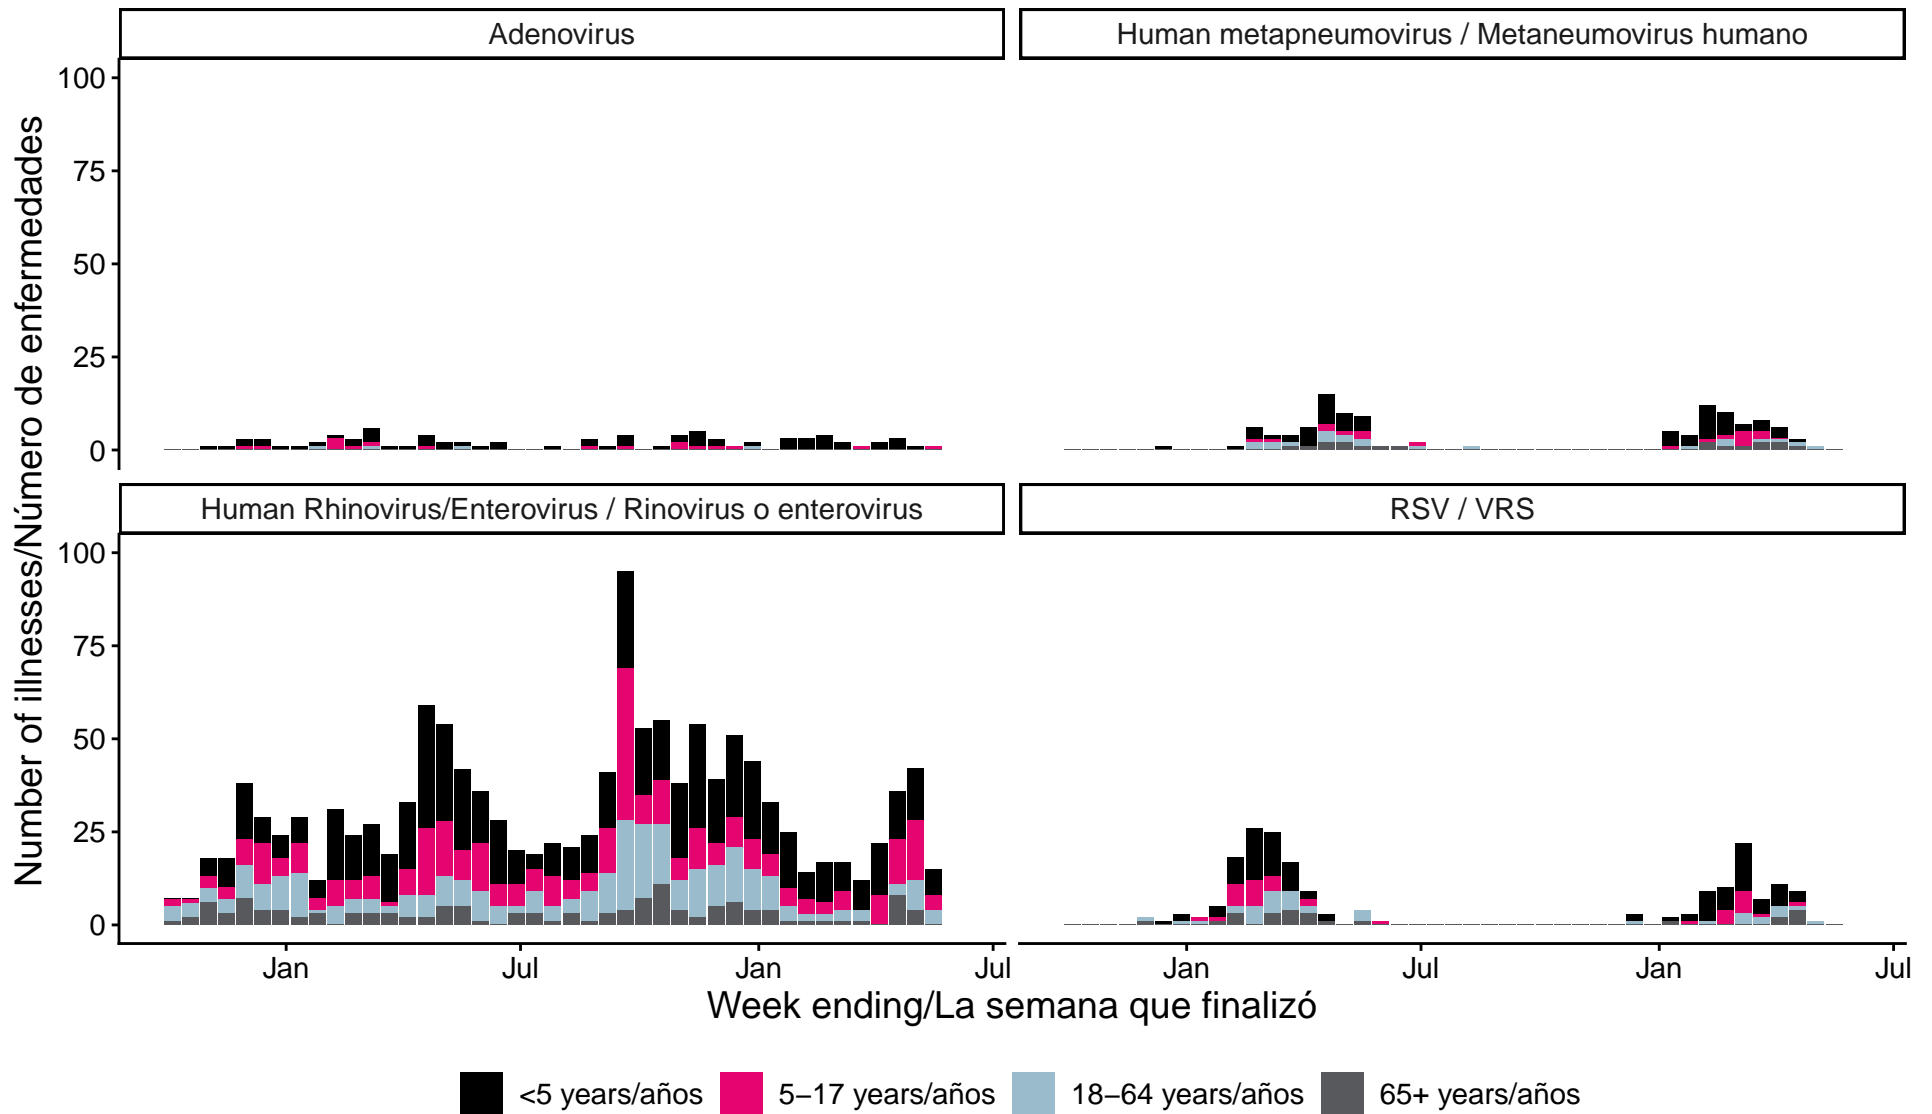 Adenovirus
Human metapneumovirus / Metaneumovirus humano
100
75
50
25
0
Human Rhinovirus/Enterovirus / Rinovirus o enterovirus
RSV / VRS
100
75
50
25
0
Number of illnesses/Número de enfermedades
Jan
Jul
Jan
Jul
Jan
Jul
Jan
Jul
Week ending/La semana que finalizó
<5 years/años
5–17 years/años
18–64 years/años
65+ years/años